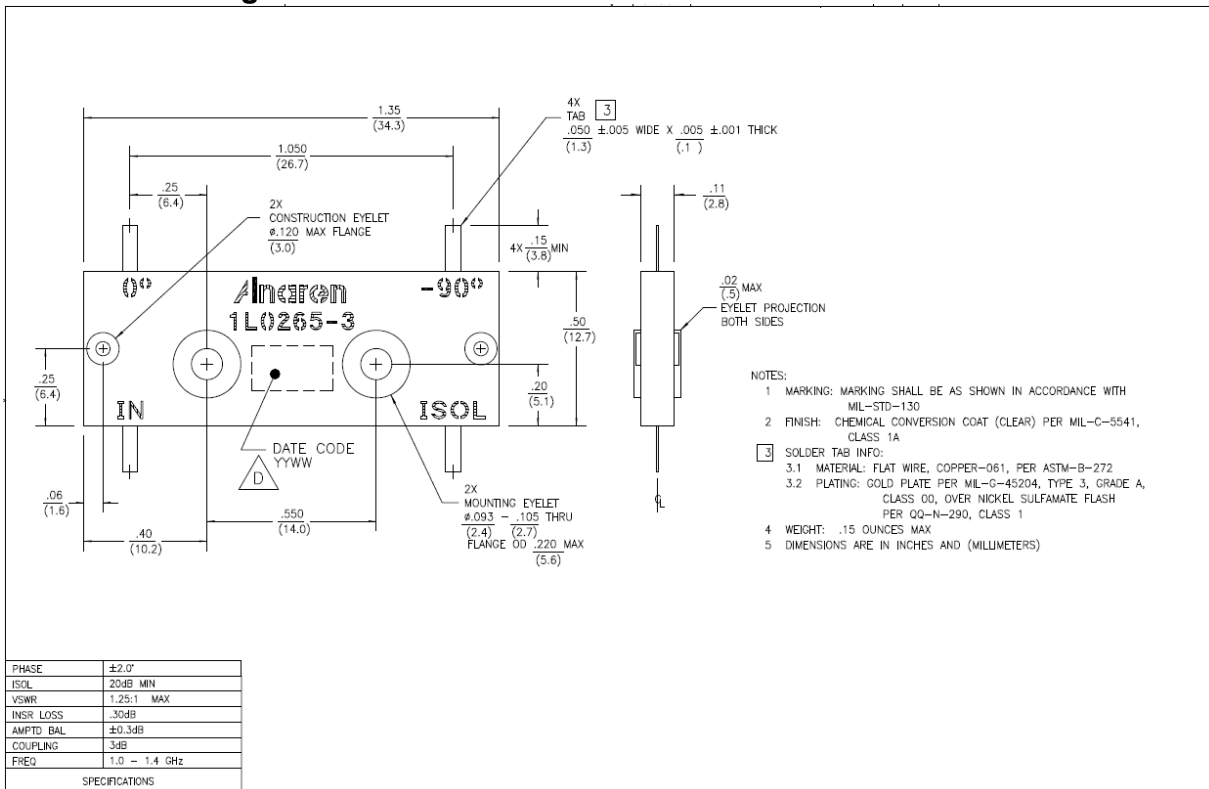 1.35
(34.3)
1.050
(26.7)
.25
(6.4)
2X
CONSTRUCTION EYELET
ø.120 MAX FLANGE
(3.0)
4X
TAB 3
.050 ±.005 WIDE X .005 ±.001 THICK
(1.3) (.1 )
4X .15 MIN
(3.8)
.11
(2.8)
0° -90°
Anaren
1L0265-3
IN ISOL
.02 MAX
(.5)
EYELET PROJECTION
BOTH SIDES
.50
(12.7)
.25
(6.4)
.20
(5.1)
DATE CODE
YYWW
D
.06
(1.6)
.40
(10.2)
.550
(14.0)
2X
MOUNTING EYELET
ø.093 - .105 THRU
(2.4) (2.7)
FLANGE OD .220 MAX
(5.6)
NOTES:
1 MARKING: MARKING SHALL BE AS SHOWN IN ACCORDANCE WITH
MIL-STD-130
2 FINISH: CHEMICAL CONVERSION COAT (CLEAR) PER MIL-C-5541,
CLASS 1A
3 SOLDER TAB INFO:
3.1 MATERIAL: FLAT WIRE, COPPER-061, PER ASTM-B-272
3.2 PLATING: GOLD PLATE PER MIL-G-45204, TYPE 3, GRADE A,
CLASS 00, OVER NICKEL SULFAMATE FLASH
PER QQ-N-290, CLASS 1
4 WEIGHT: .15 OUNCES MAX
5 DIMENSIONS ARE IN INCHES AND (MILLIMETERS)
PHASE ±2.0°
ISOL 20dB MIN
VSWR 1.25:1 MAX
INSR LOSS .30dB
AMPTD BAL ±0.3dB
COUPLING 3dB
FREQ 1.0 - 1.4 GHz
SPECIFICATIONS